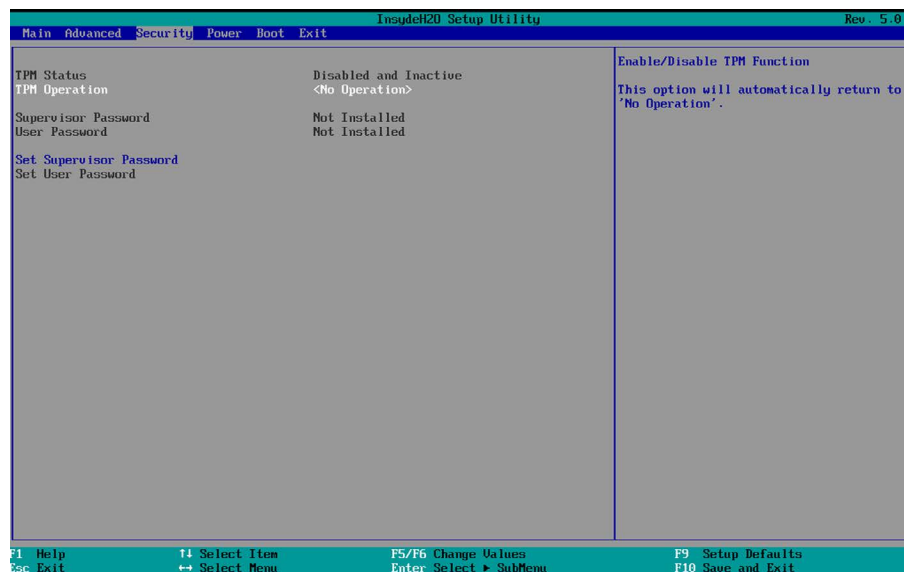 InsydeH20 Setup Utility Rev. 5.0
Main Advanced Security Power Boot Exit
Enable/Disable TPM Function
TPM Status Disabled and Inactive
TPM Operation <No Operation> This option will automatically return to
'No Operation'.
Supervisor Password Not Installed
User Password Not Installed
Set Supervisor Password
Set User Password
F1 Help ↑↓ Select Item F5/F6 Change Values F9 Setup Defaults
Esc Exit ↔ Select Menu Enter Select ► SubMenu F10 Save and Exit